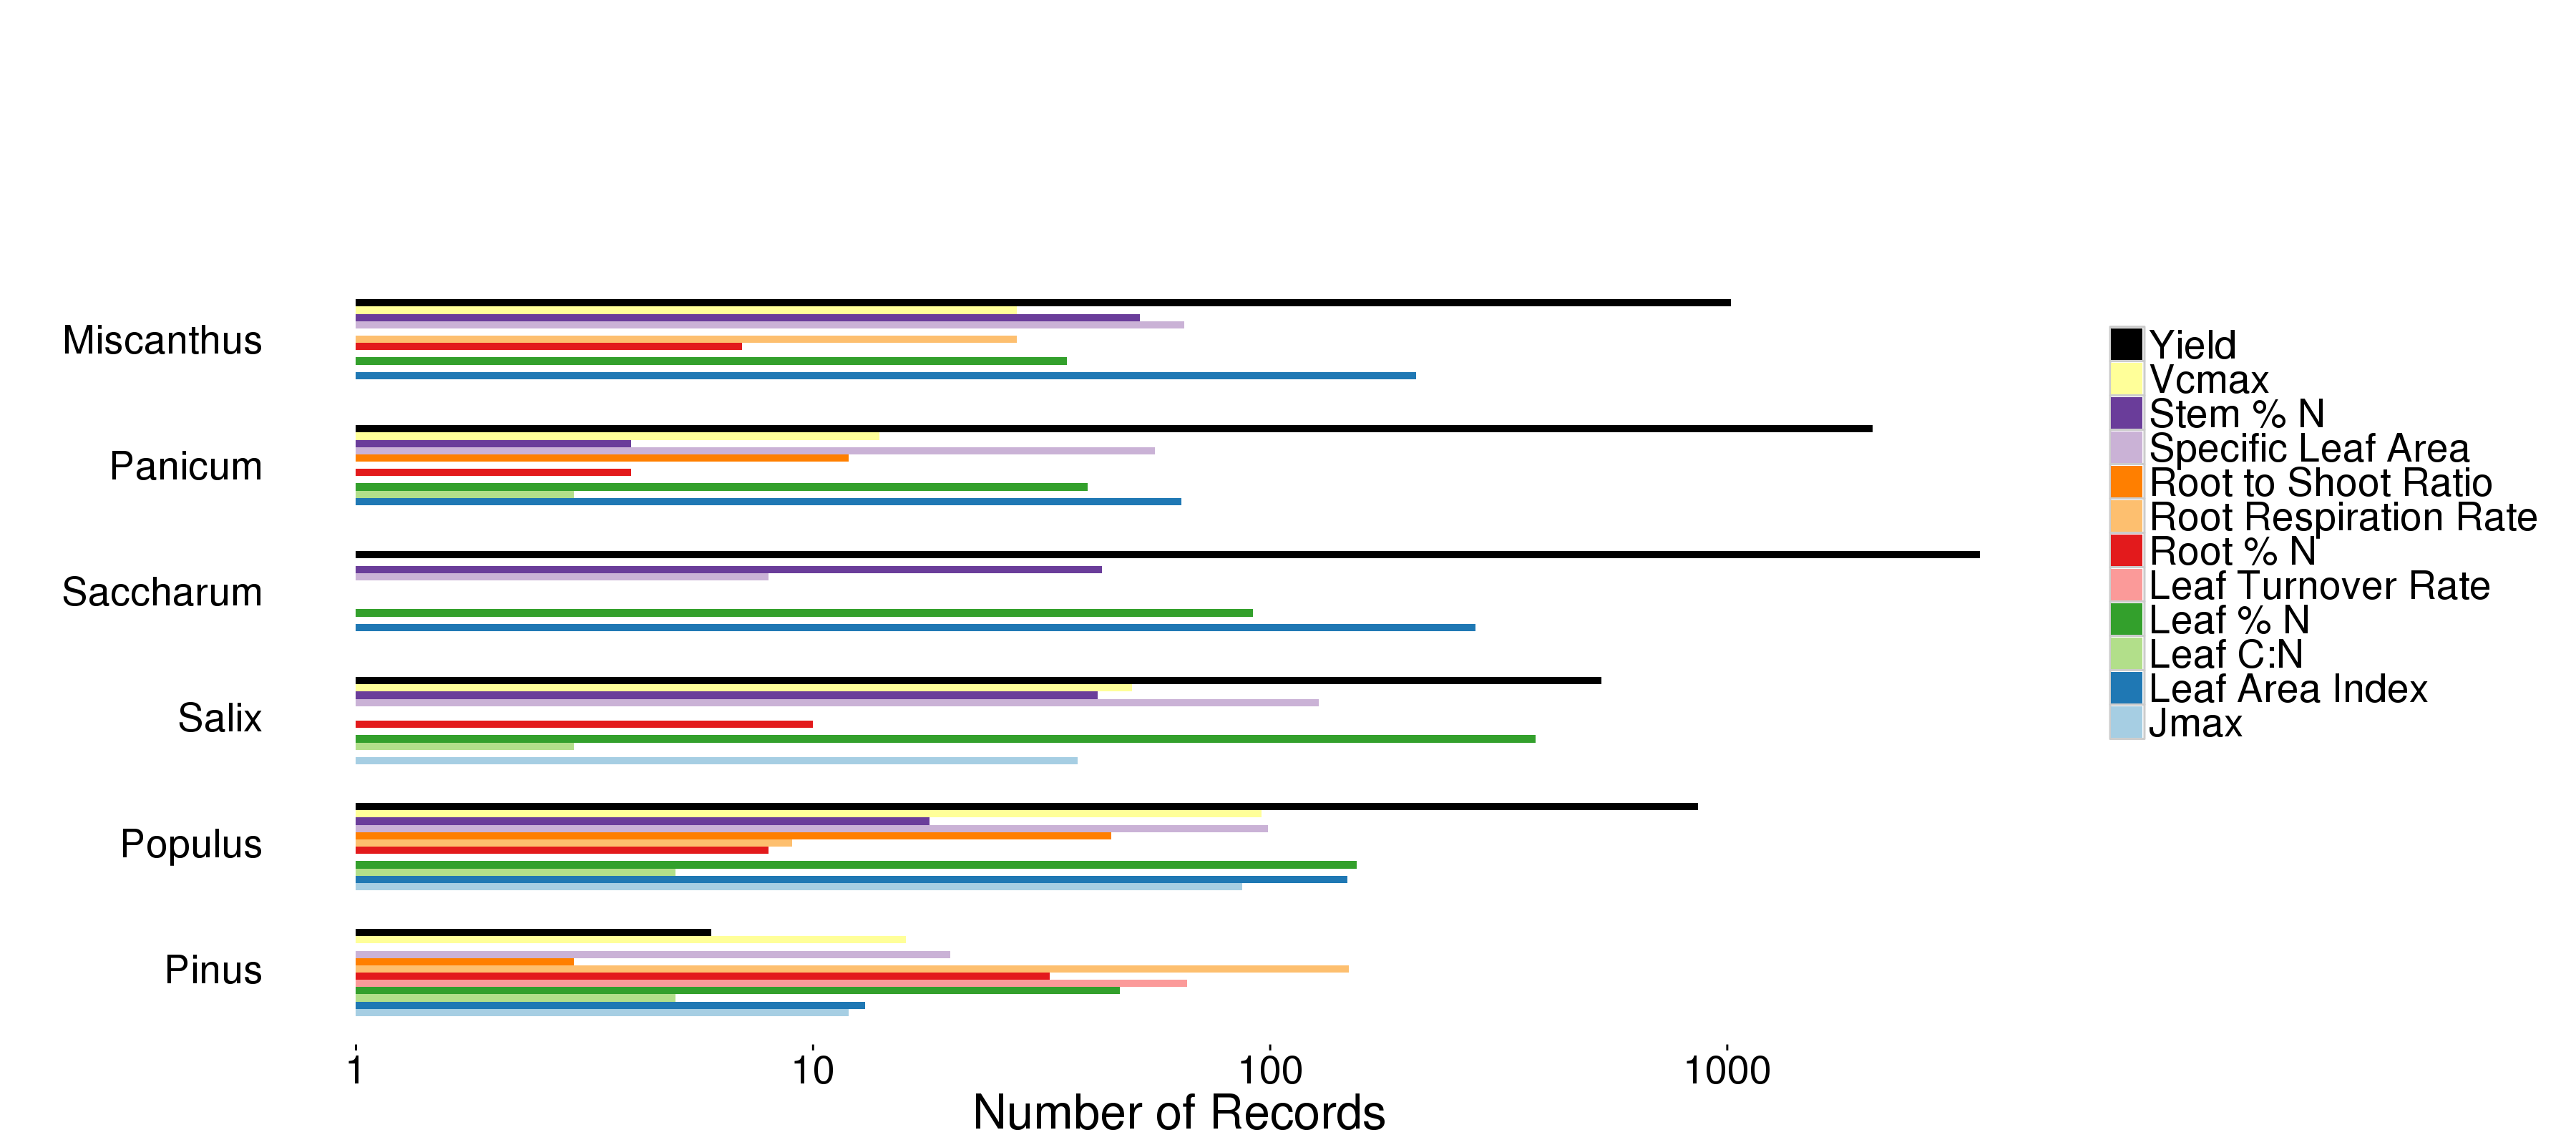 Miscanthus
Panicum
Saccharum
Salix
Populus
Pinus
1 10 100 1000
Number of Records
Yield
Vcmax
Stem % N
Specific Leaf Area
Root to Shoot Ratio
Root Respiration Rate
Root % N
Leaf Turnover Rate
Leaf % N
Leaf C:N
Leaf Area Index
Jmax